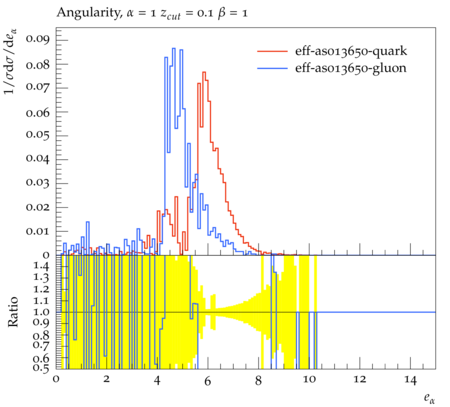 Angularity, α = 1 z_cut = 0.1 β = 1
1/σdσ/de_α
0.09
0.08
0.07
0.06
0.05
0.04
0.03
0.02
0.01
0
eff-as013650-quark
eff-as013650-gluon
Ratio
1.4
1.3
1.2
1.1
1.0
0.9
0.8
0.7
0.6
0.5
0 2 4 6 8 10 12 14
e_α